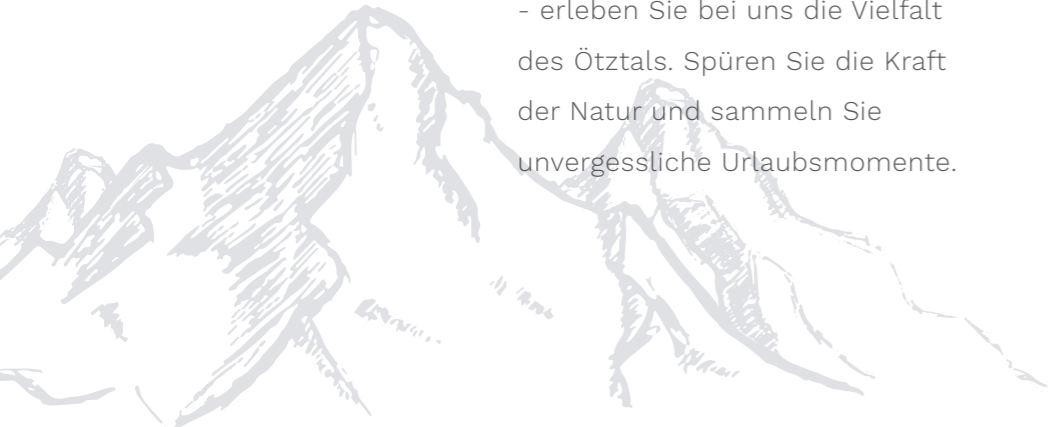 - erleben Sie bei uns die Vielfalt
des Ötztals. Spüren Sie die Kraft
der Natur und sammeln Sie
unvergessliche Urlaubsmomente.